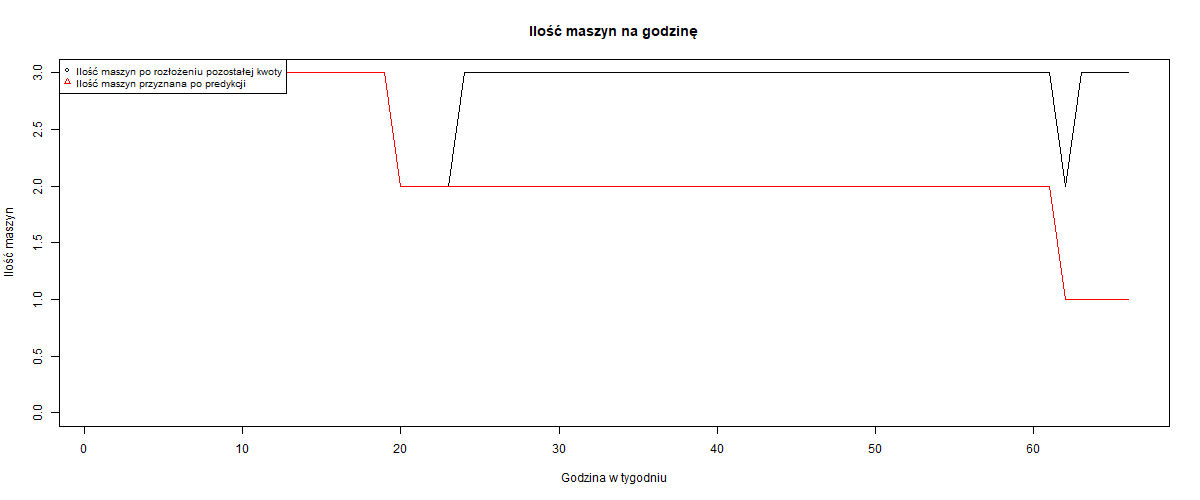 Ilość maszyn na godzinę
Ilość maszyn po rozłożeniu pozostałej kwoty
Ilość maszyn przyznana po predykcji
Ilość maszyn
3.0
2.5
2.0
1.5
1.0
0.5
0.0
0 10 20 30 40 50 60
Godzina w tygodniu